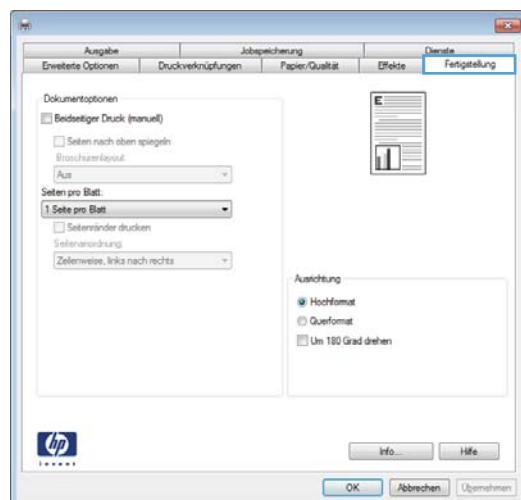 Ausgabe Jobspeicherung Dienste
Erweiterte Optionen Druckverknüpfungen Papier/Qualität Effekte Fertigstellung
Dokumentoptionen
Beidseitiger Druck (manuell)
Seiten nach oben spiegeln
Broschürenlayout:
Aus
Seiten pro Blatt:
1 Seite pro Blatt
Seitenränder drucken
Seitenanordnung:
Zeilenweise, links nach rechts
E
Ausrichtung
Hochformat
Querformat
Um 180 Grad drehen
hp
invent
Info... Hilfe
OK Abbrechen Übernehmen